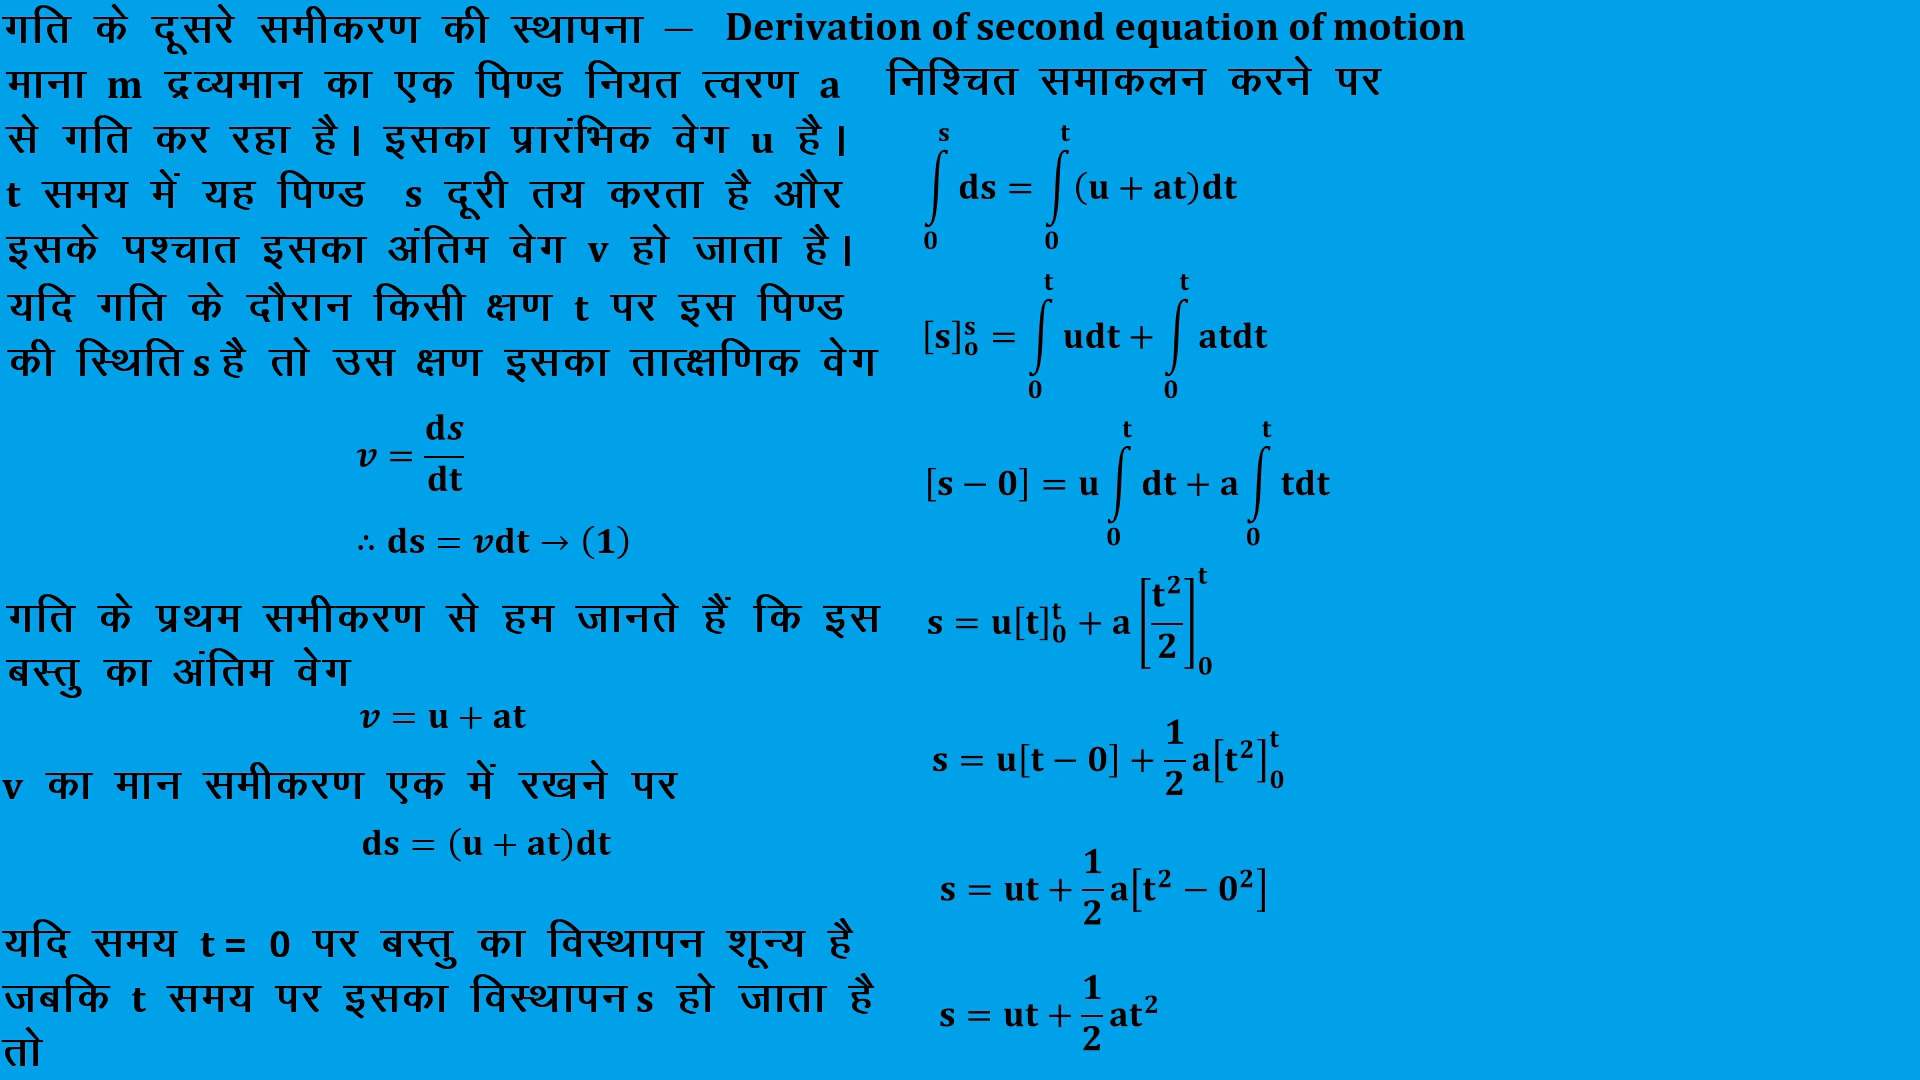 गति के दूसरे समीकरण की स्थापना – Derivation of second equation of motion
माना m द्रव्यमान का एक पिण्ड नियत त्वरण a
से गति कर रहा है| इसका प्रारंभिक वेग u है|
t समय में यह पिण्ड s दूरी तय करता है और
इसके पश्चात इसका अंतिम वेग v हो जाता है|
यदि गति के दौरान किसी क्षण t पर इस पिण्ड
की स्थिति s है तो उस क्षण इसका तात्क्षणिक वेग
v = ds/dt
∴ ds = vdt → (1)
गति के प्रथम समीकरण से हम जानते हैं कि इस
बस्तु का अंतिम वेग
v = u + at
v का मान समीकरण एक में रखने पर
ds = (u + at)dt
यदि समय t = 0 पर बस्तु का विस्थापन शून्य है
जबकि t समय पर इसका विस्थापन s हो जाता है
तो
निश्चित समाकलन करने पर
∫₀ˢ ds = ∫₀ᵗ (u + at)dt
[s]ₒˢ = ∫₀ᵗ udt + ∫₀ᵗ atdt
[s − 0] = u ∫₀ᵗ dt + a ∫₀ᵗ tdt
s = u[t]₀ᵗ + a [t²/2]₀ᵗ
s = u[t − 0] + 1/2 a[t²]₀ᵗ
s = ut + 1/2 a[t² − 0²]
s = ut + 1/2 at²